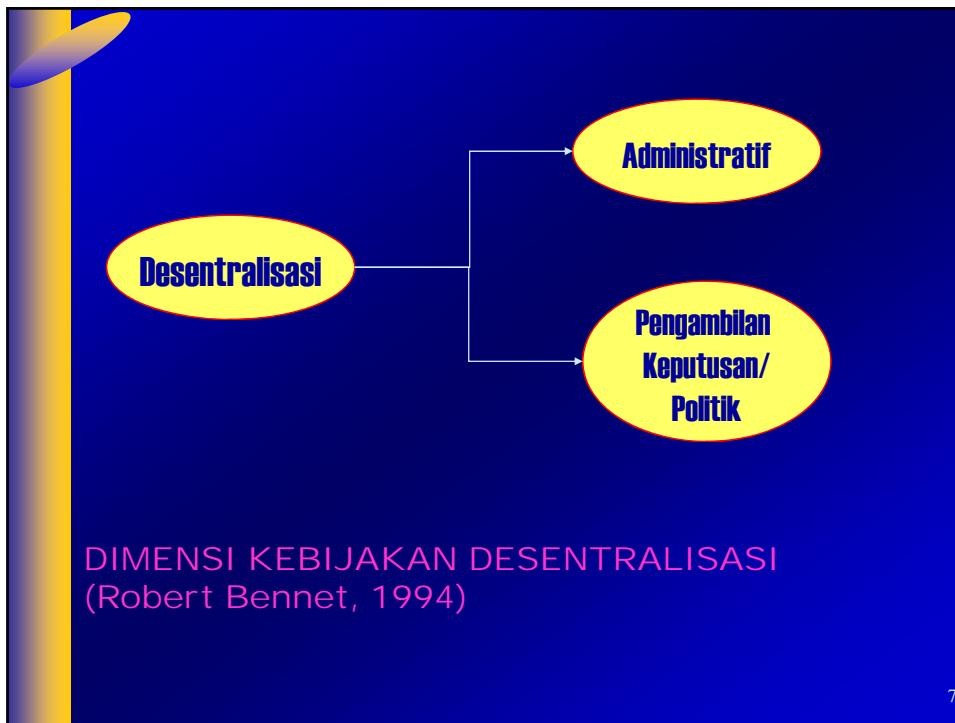 Administratif
Desentralisasi
Pengambilan
Keputusan/
Politik
DIMENSI KEBIJAKAN DESENTRALISASI
(Robert Bennet, 1994)
7